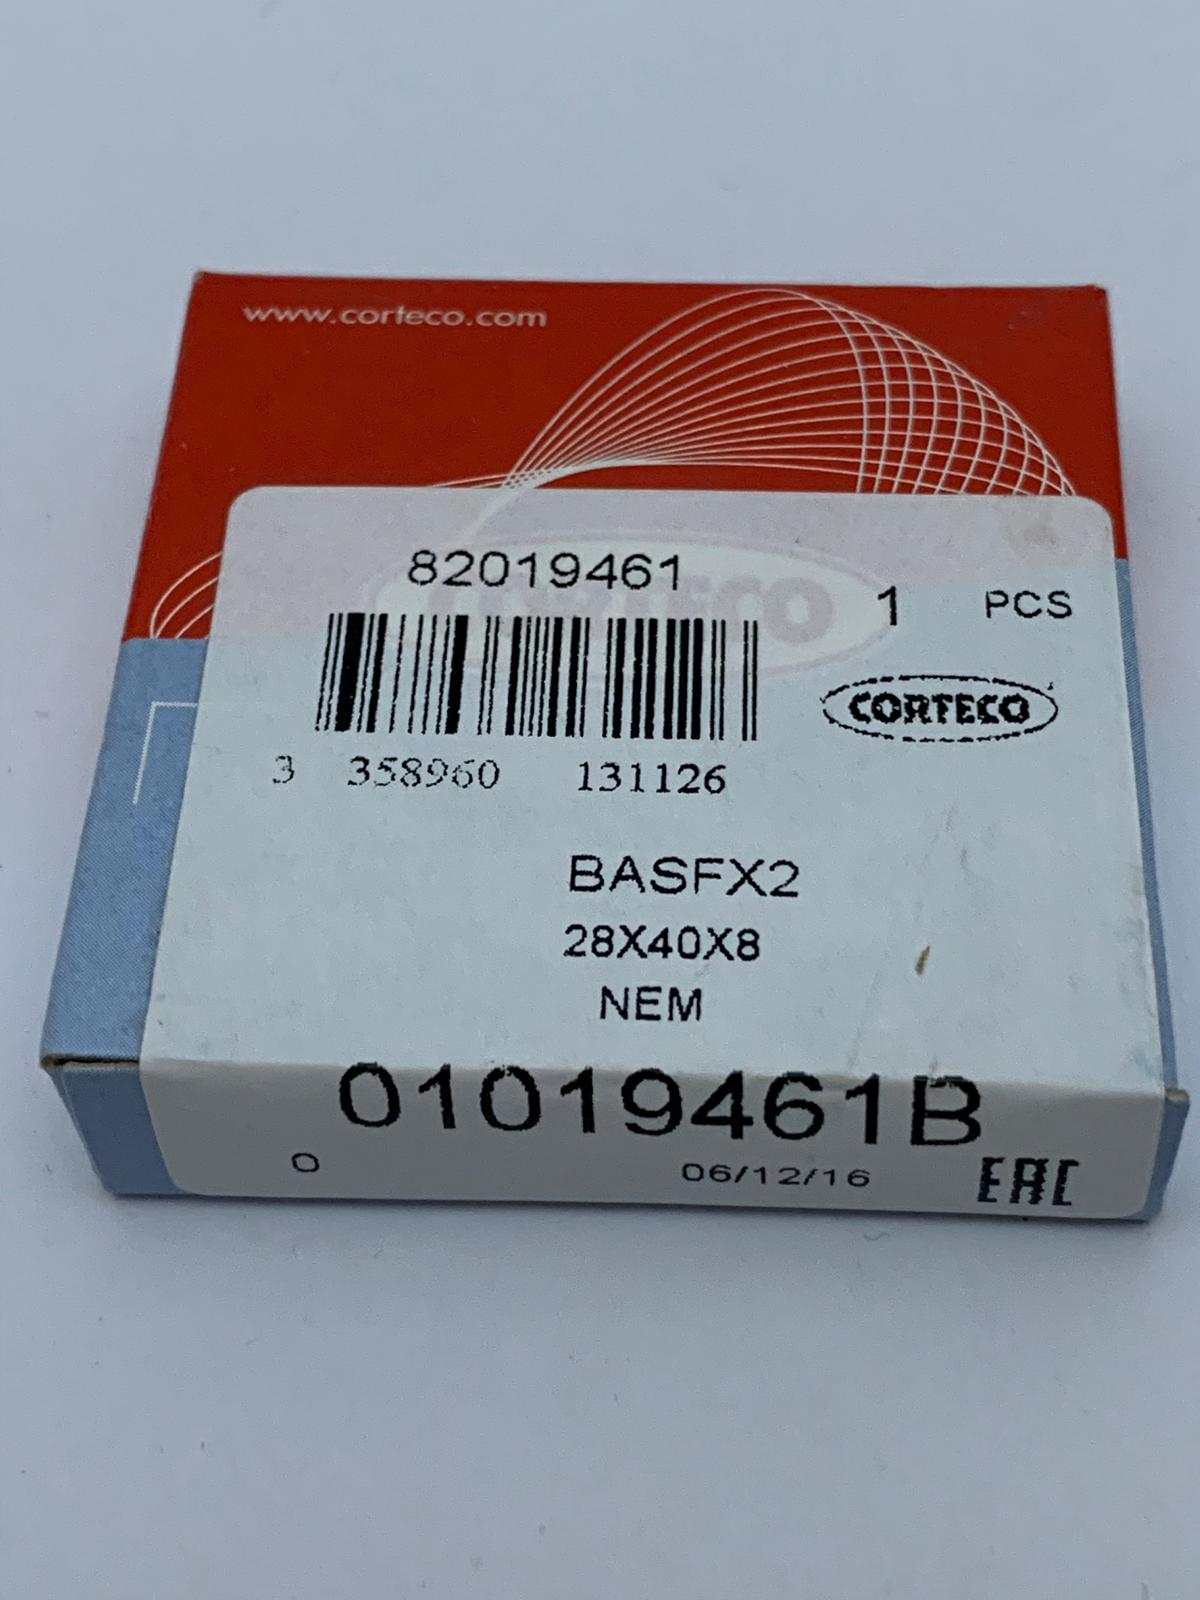 www.corteco.com
82019461
1 PCS
CORTECO
CORTECO
3 358960 131126
BASFX2
28X40X8
NEM
01019461B
0 06/12/16 EAC